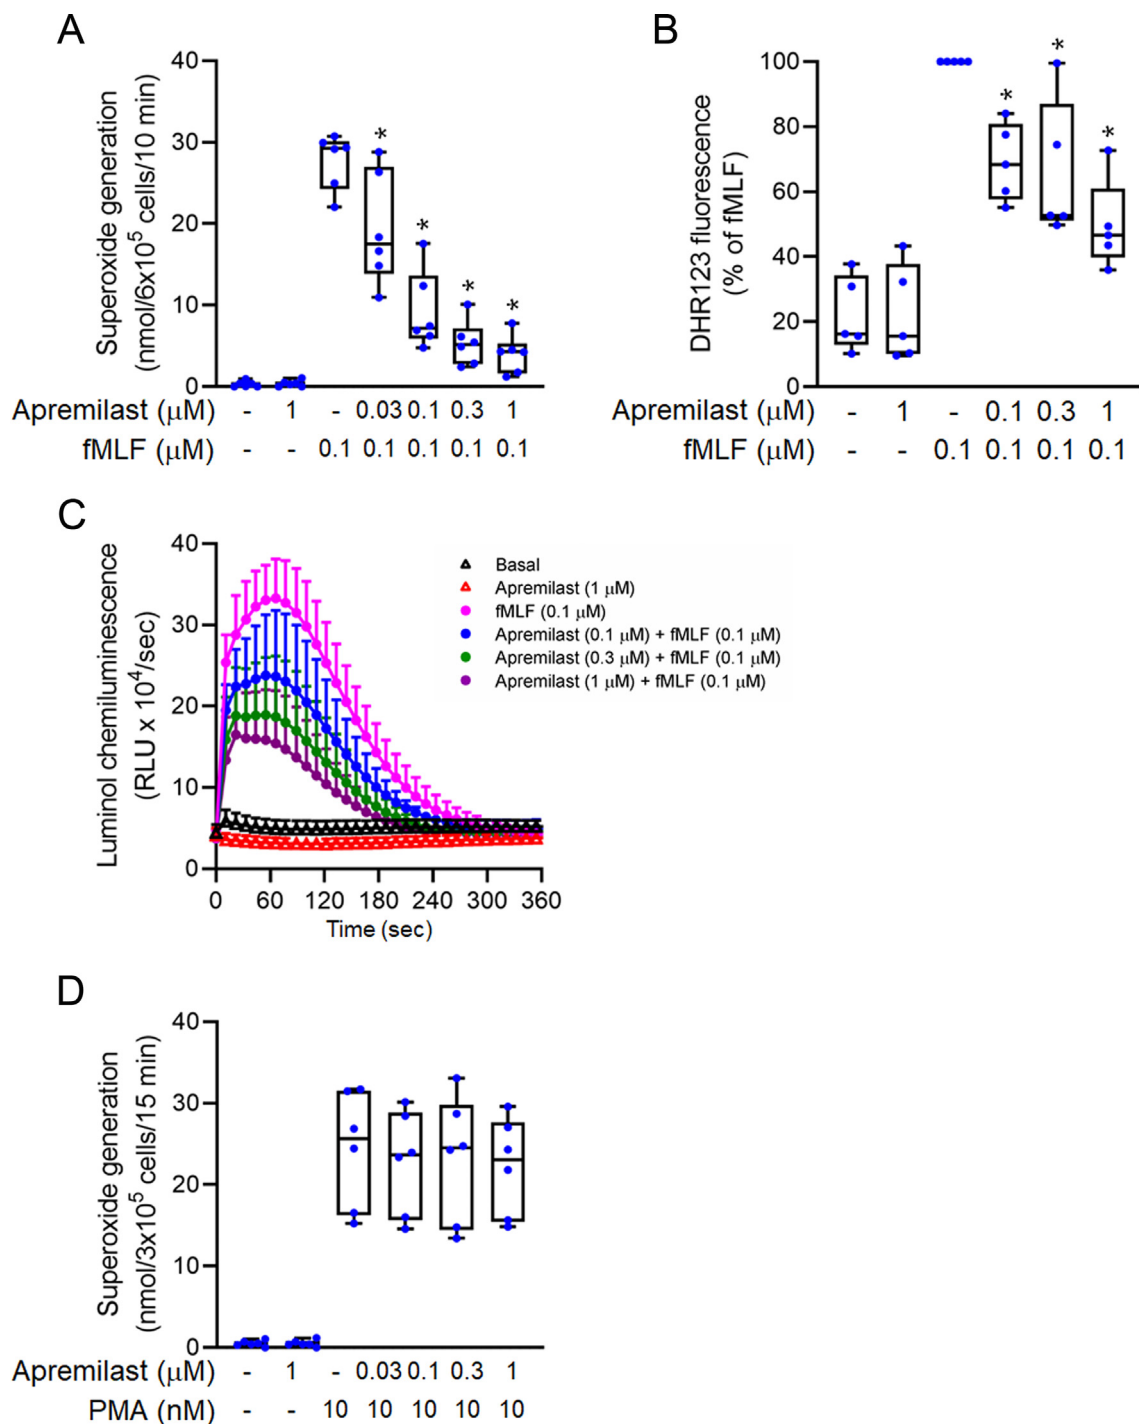 A
Superoxide generation
(nmol/6x10⁵ cells/10 min)
40
30
20
10
0
* * * *
Apremilast (μM) - 1 - 0.03 0.1 0.3 1
fMLF (μM) - - 0.1 0.1 0.1 0.1 0.1
B
DHR123 fluorescence
(% of fMLF)
100
80
60
40
20
0
* * *
Apremilast (μM) - 1 - 0.1 0.3 1
fMLF (μM) - - 0.1 0.1 0.1 0.1
C
Luminol chemiluminescence
(RLU x 10⁴/sec)
40
30
20
10
0
0 60 120 180 240 300 360
Time (sec)
Basal
Apremilast (1 μM)
fMLF (0.1 μM)
Apremilast (0.1 μM) + fMLF (0.1 μM)
Apremilast (0.3 μM) + fMLF (0.1 μM)
Apremilast (1 μM) + fMLF (0.1 μM)
D
Superoxide generation
(nmol/3x10⁵ cells/15 min)
40
30
20
10
0
Apremilast (μM) - 1 - 0.03 0.1 0.3 1
PMA (nM) - - 10 10 10 10 10